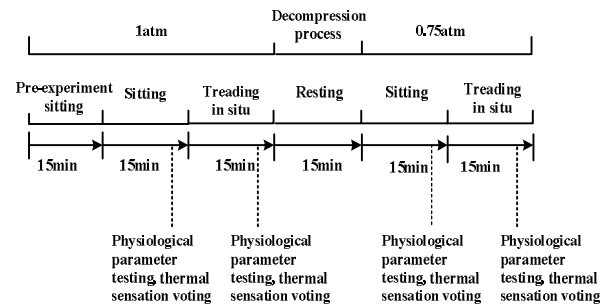 Decompression
process
1atm
0.75atm
Pre-experiment
sitting
Sitting
Treading
in situ
Resting
Sitting
Treading
in situ
15min
15min
15min
15min
15min
15min
Physiological
parameter
testing, thermal
sensation voting
Physiological
parameter
testing, thermal
sensation voting
Physiological
parameter
testing, thermal
sensation voting
Physiological
parameter
testing, thermal
sensation voting